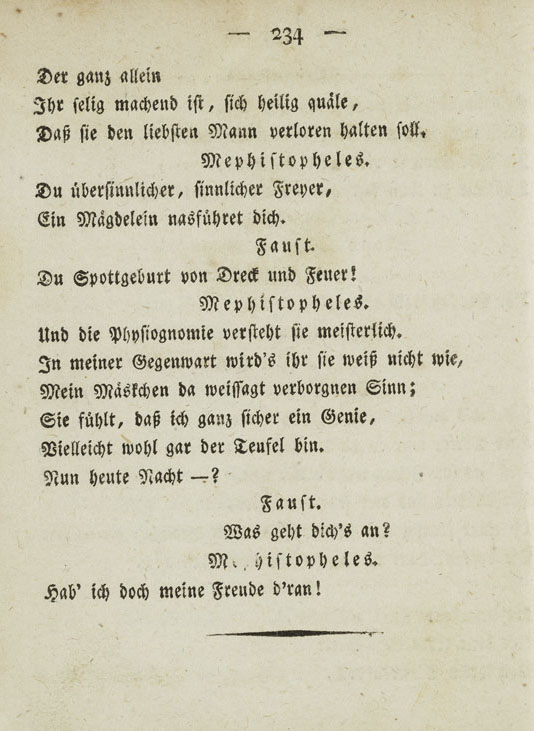 — 234 —
Der ganz allein
Ihr selig machend ist, sich heilig quäle,
Daß sie den liebsten Mann verloren halten soll.
Mephistopheles.
Du übersinnlicher, sinnlicher Freyer,
Ein Mägdelein nasführet dich.
Faust.
Du Spottgeburt von Dreck und Feuer!
Mephistopheles.
Und die Physiognomie versteht sie meisterlich.
In meiner Gegenwart wird's ihr sie weiß nicht wie,
Mein Mäskchen da weissagt verborgnen Sinn;
Sie fühlt, daß ich ganz sicher ein Genie,
Vielleicht wohl gar der Teufel bin.
Nun heute Nacht —?
Faust.
Was geht dich's an?
Mephistopheles.
Hab' ich doch meine Freude d'ran!